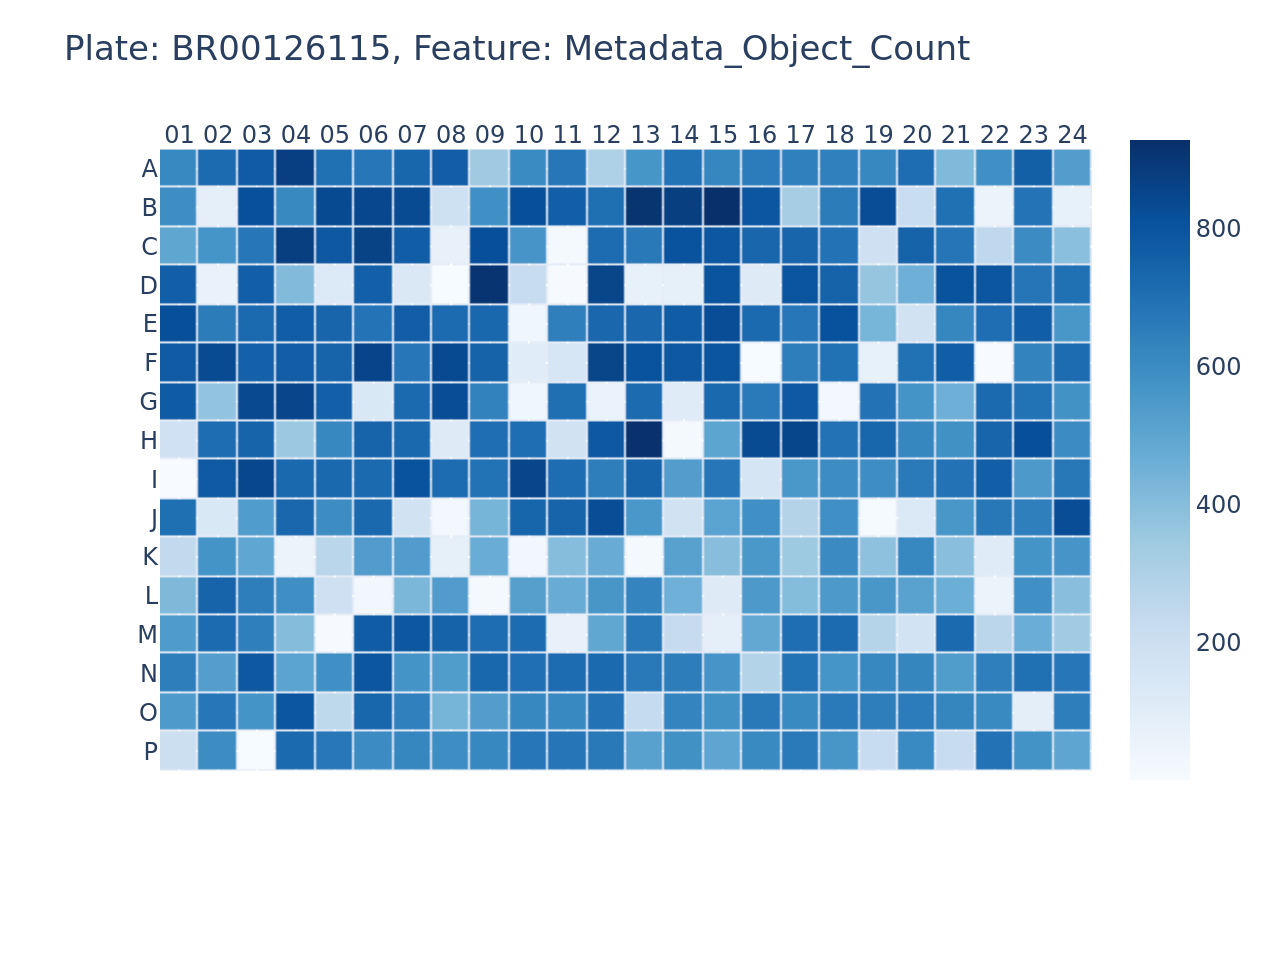 Plate: BR00126115, Feature: Metadata_Object_Count
01 02 03 04 05 06 07 08 09 10 11 12 13 14 15 16 17 18 19 20 21 22 23 24
A
B
C
D
E
F
G
H
I
J
K
L
M
N
O
P
800
600
400
200